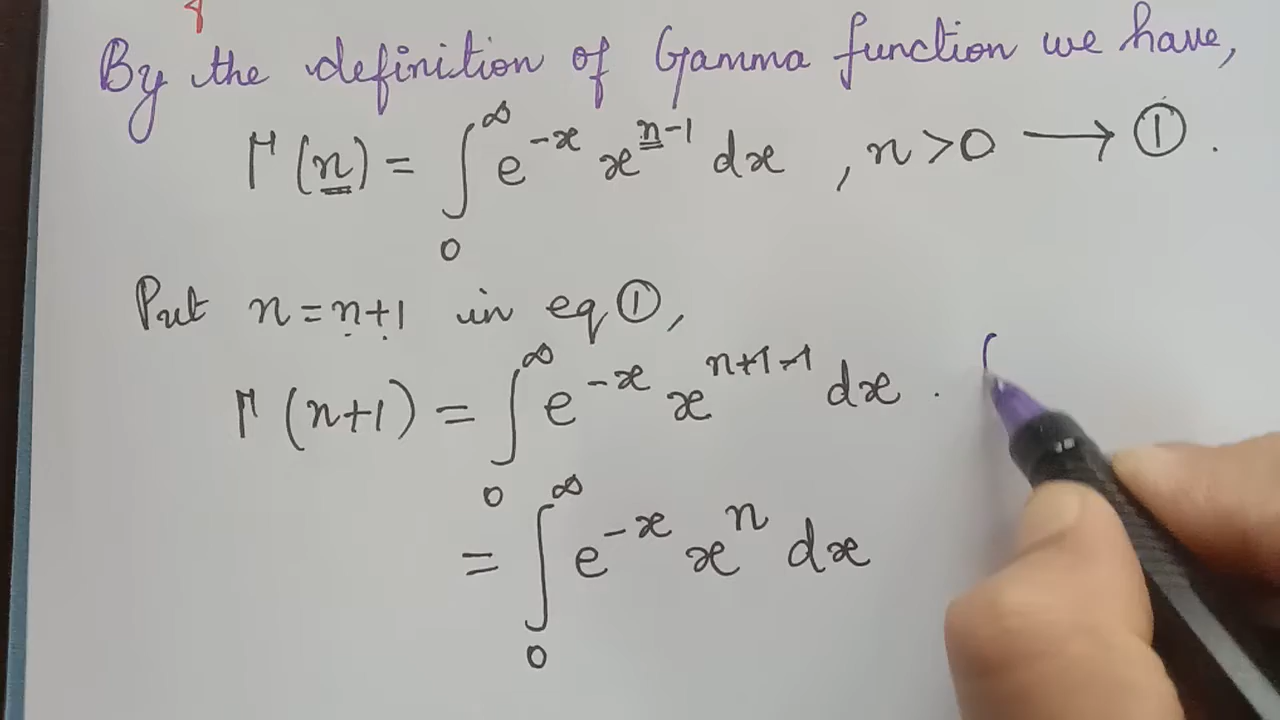 By the definition of Gamma function we have,
Γ(n) = ∫₀^∞ e^{-x} x^{n-1} dx , n>0 ⟶ ① .
Put n = n+1 in eq ①,
Γ(n+1) = ∫₀^∞ e^{-x} x^{n+1-1} dx .
= ∫₀^∞ e^{-x} x^n dx